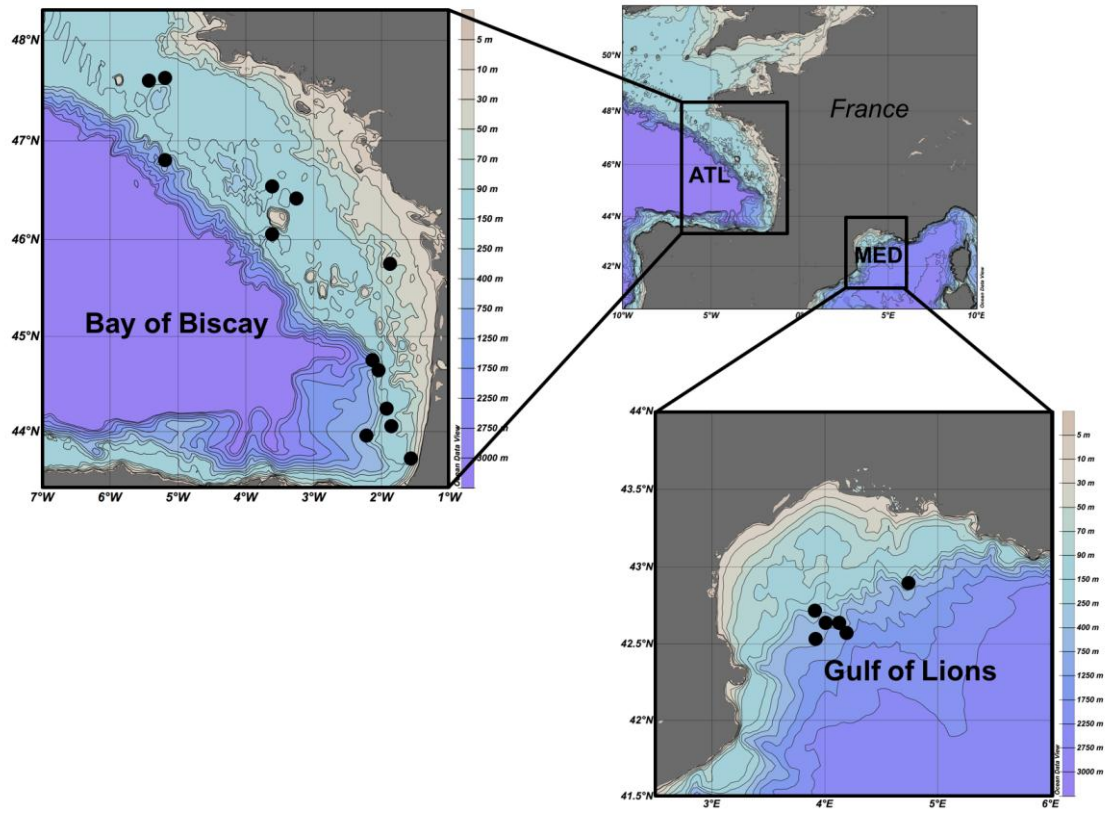 48°N
47°N
46°N
45°N
44°N
7°W
6°W
5°W
4°W
3°W
2°W
1°W
Bay of Biscay
5 m
10 m
30 m
50 m
70 m
90 m
150 m
250 m
400 m
750 m
1250 m
1750 m
2250 m
2750 m
3000 m
Ocean Data View
50°N
48°N
46°N
44°N
42°N
10°W
5°W
0°W
5°E
10°E
France
ATL
MED
Ocean Data View
44°N
43.5°N
43°N
42.5°N
42°N
41.5°N
3°E
4°E
5°E
6°E
Gulf of Lions
5 m
10 m
30 m
50 m
70 m
90 m
150 m
250 m
400 m
750 m
1250 m
1750 m
2250 m
2750 m
3000 m
Ocean Data View